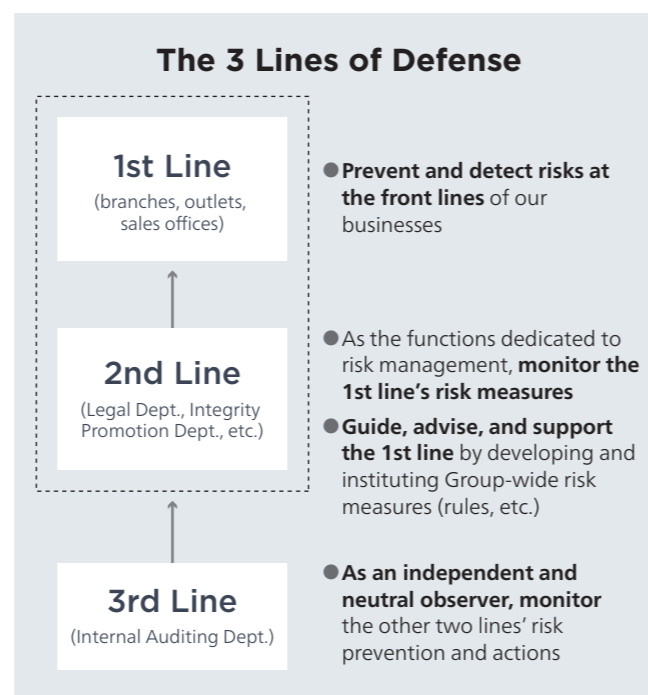 The 3 Lines of Defense
1st Line
(branches, outlets,
sales offices)
●Prevent and detect risks at
the front lines of our
businesses
2nd Line
(Legal Dept., Integrity
Promotion Dept., etc.)
●As the functions dedicated to
risk management, monitor the
1st line’s risk measures
●Guide, advise, and support
the 1st line by developing and
instituting Group-wide risk
measures (rules, etc.)
3rd Line
(Internal Auditing Dept.)
●As an independent and
neutral observer, monitor
the other two lines’ risk
prevention and actions